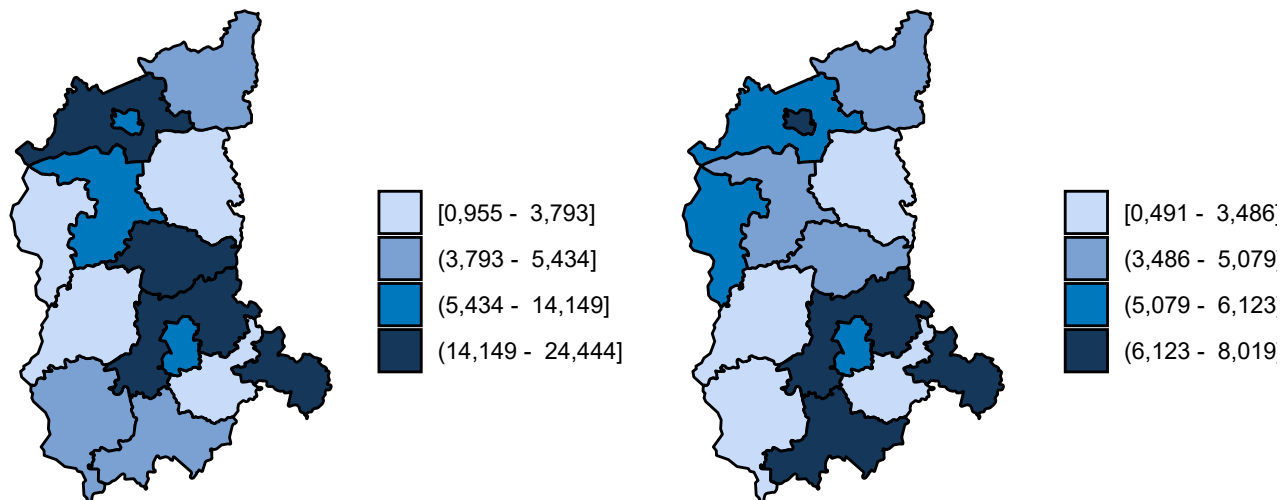 [0,955 - 3,793]
(3,793 - 5,434]
(5,434 - 14,149]
(14,149 - 24,444]
[0,491 - 3,486]
(3,486 - 5,079]
(5,079 - 6,123]
(6,123 - 8,019]